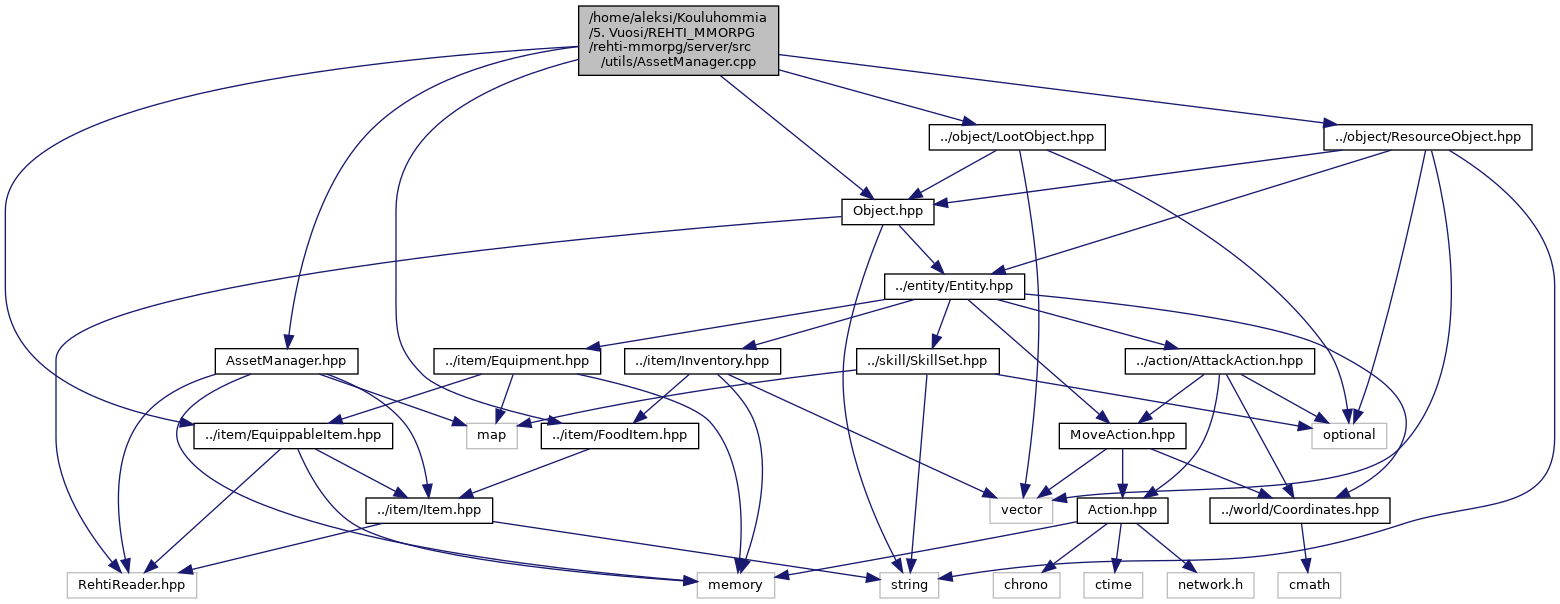 /home/aleksi/Kouluhommia
/5. Vuosi/REHTI_MMORPG
/rehti-mmorpg/server/src
/utils/AssetManager.cpp
../object/LootObject.hpp
../object/ResourceObject.hpp
Object.hpp
../entity/Entity.hpp
AssetManager.hpp
../item/Equipment.hpp
../item/Inventory.hpp
../skill/SkillSet.hpp
../action/AttackAction.hpp
../item/EquippableItem.hpp
map
../item/FoodItem.hpp
MoveAction.hpp
optional
../item/Item.hpp
vector
Action.hpp
../world/Coordinates.hpp
RehtiReader.hpp
memory
string
chrono
ctime
network.h
cmath